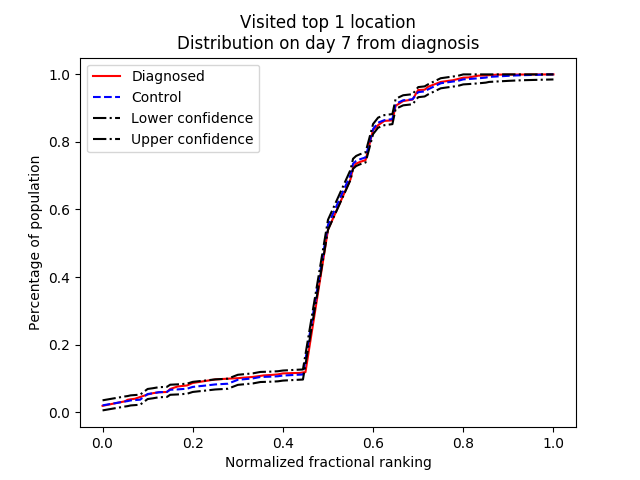 Visited top 1 location
Distribution on day 7 from diagnosis
Diagnosed
Control
Lower confidence
Upper confidence
Percentage of population
1.0
0.8
0.6
0.4
0.2
0.0
0.0 0.2 0.4 0.6 0.8 1.0
Normalized fractional ranking